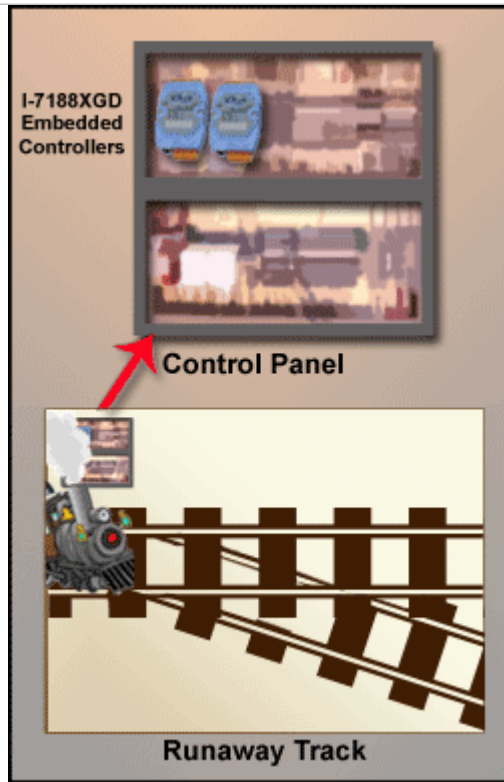 I-7188XGD
Embedded
Controllers
Control Panel
Runaway Track